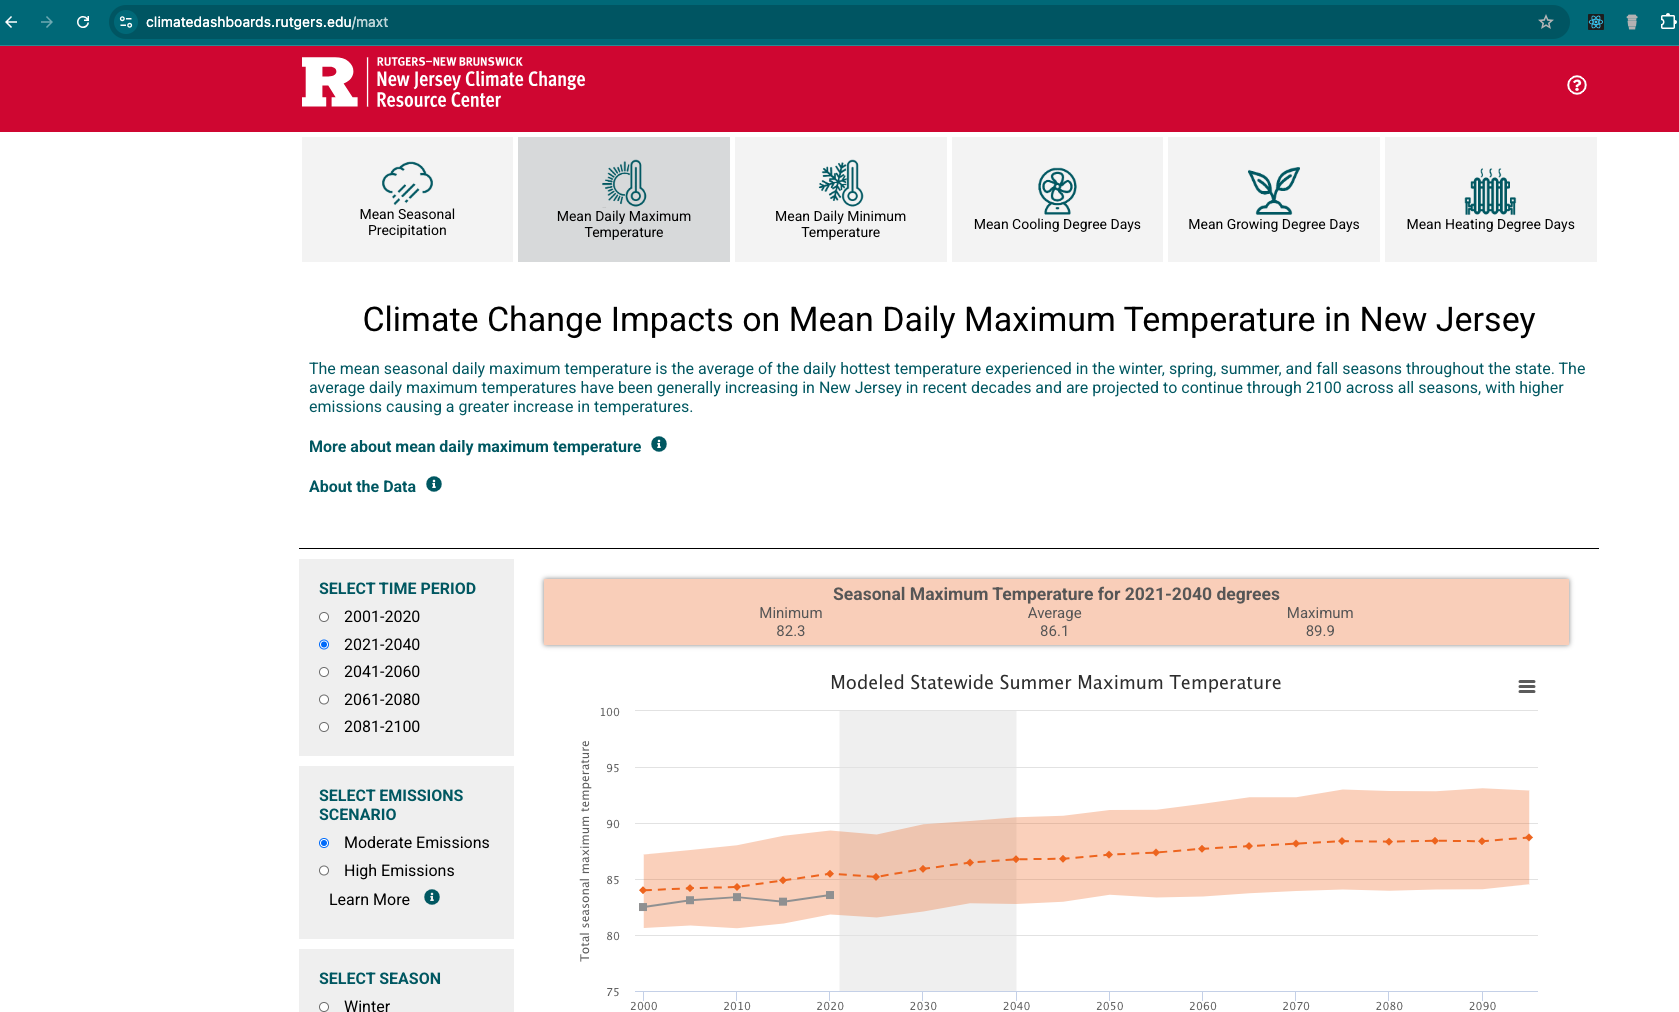 climatedashboards.rutgers.edu/maxt
RUTGERS–NEW BRUNSWICK
New Jersey Climate Change
Resource Center
Mean Seasonal
Precipitation
Mean Daily Maximum
Temperature
Mean Daily Minimum
Temperature
Mean Cooling Degree Days
Mean Growing Degree Days
Mean Heating Degree Days
Climate Change Impacts on Mean Daily Maximum Temperature in New Jersey
The mean seasonal daily maximum temperature is the average of the daily hottest temperature experienced in the winter, spring, summer, and fall seasons throughout the state. The
average daily maximum temperatures have been generally increasing in New Jersey in recent decades and are projected to continue through 2100 across all seasons, with higher
emissions causing a greater increase in temperatures.
More about mean daily maximum temperature
About the Data
SELECT TIME PERIOD
2001-2020
2021-2040
2041-2060
2061-2080
2081-2100
SELECT EMISSIONS
SCENARIO
Moderate Emissions
High Emissions
Learn More
SELECT SEASON
Winter
Seasonal Maximum Temperature for 2021-2040 degrees
Minimum Average Maximum
82.3 86.1 89.9
Modeled Statewide Summer Maximum Temperature
Total seasonal maximum temperature
100
95
90
85
80
75
2000 2010 2020 2030 2040 2050 2060 2070 2080 2090